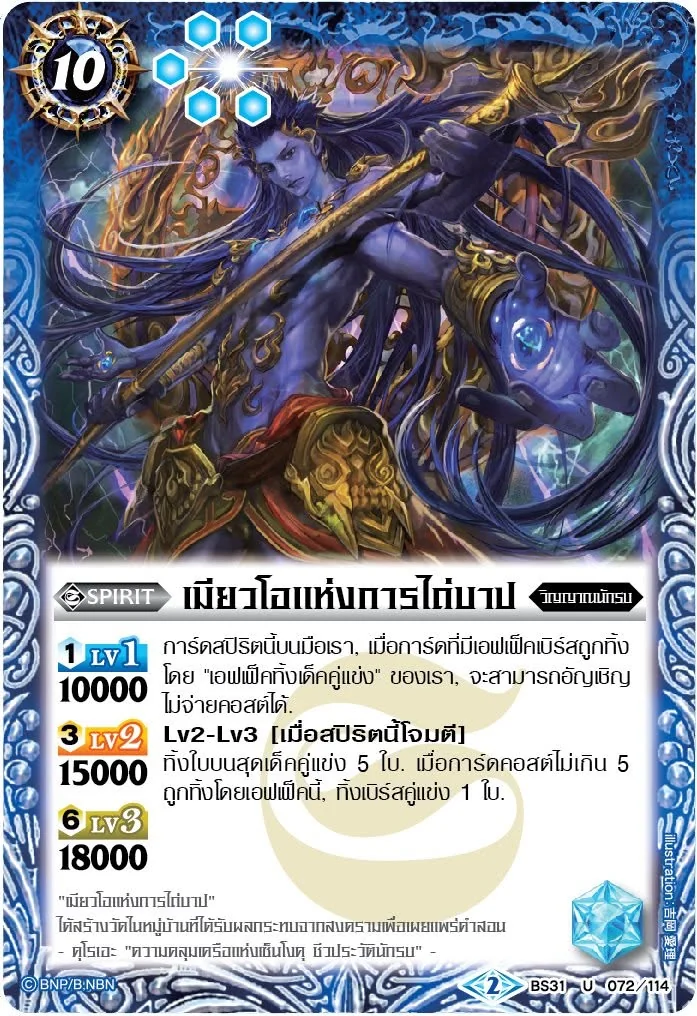 10
SPIRIT
เมียวโอแห่งการไถ่บาป
วิญญาณนักรบ
1 LV1
10000
3 LV2
15000
6 LV3
18000
การ์ดสปิริตนี้บนมือเรา, เมื่อการ์ดที่มีเอฟเฟ็คเบิร์สถูกทิ้ง
โดย "เอฟเฟ็คทิ้งเด็คคู่แข่ง" ของเรา, จะสามารถอัญเชิญ
ไม่จ่ายคอสต์ได้.
Lv2-Lv3 [เมื่อสปิริตนี้โจมตี]
ทิ้งใบบนสุดเด็คคู่แข่ง 5 ใบ. เมื่อการ์ดคอสต์ไม่เกิน 5
ถูกทิ้งโดยเอฟเฟ็คนี้, ทิ้งเบิร์สคู่แข่ง 1 ใบ.
"เมียวโอแห่งการไถ่บาป"
ได้สร้างวัดในหมู่บ้านที่ได้รับผลกระทบจากสงครามเพื่อเผยแพร่คำสอน
- คุโรเอะ "ความคลุมเครือแห่งเซ็นโงคุ ชีวประวัตินักรบ" -
illustration: 吉岡 愛理
©BNP/B.NBN
2
BS31 U 072/114